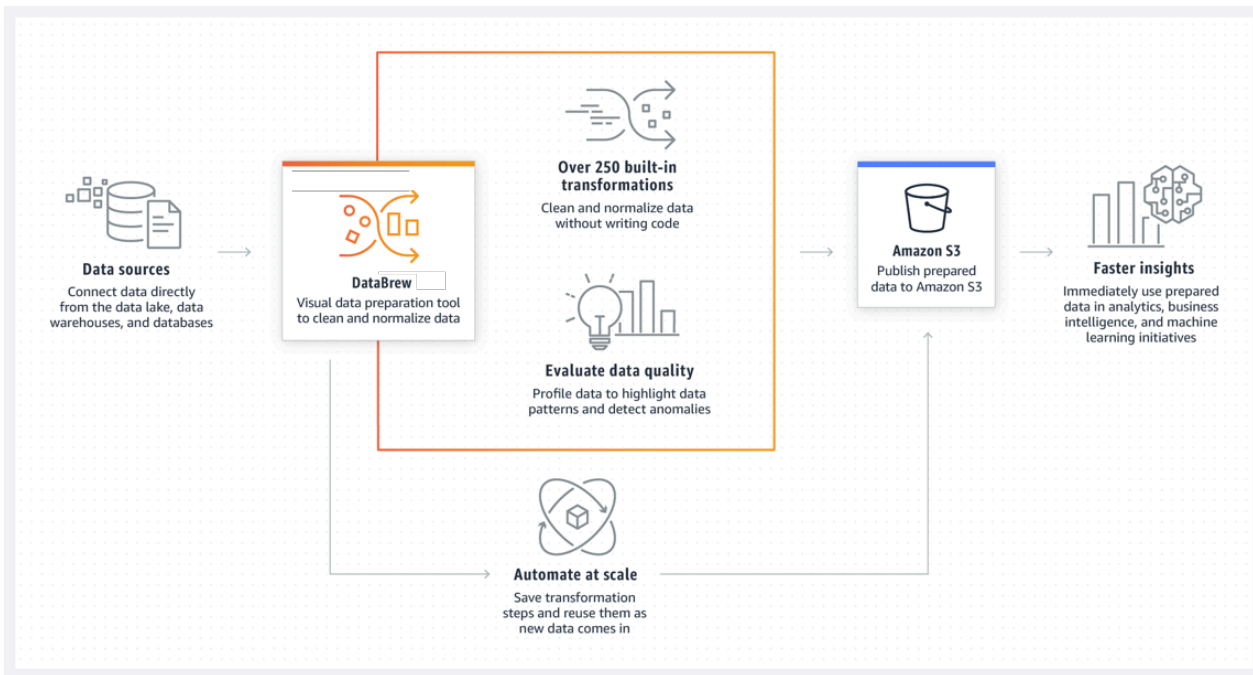 Data sources
Connect data directly
from the data lake, data
warehouses, and databases
DataBrew
Visual data preparation tool
to clean and normalize data
Over 250 built-in
transformations
Clean and normalize data
without writing code
Evaluate data quality
Profile data to highlight data
patterns and detect anomalies
Amazon S3
Publish prepared
data to Amazon S3
Faster insights
Immediately use prepared
data in analytics, business
intelligence, and machine
learning initiatives
Automate at scale
Save transformation
steps and reuse them as
new data comes in